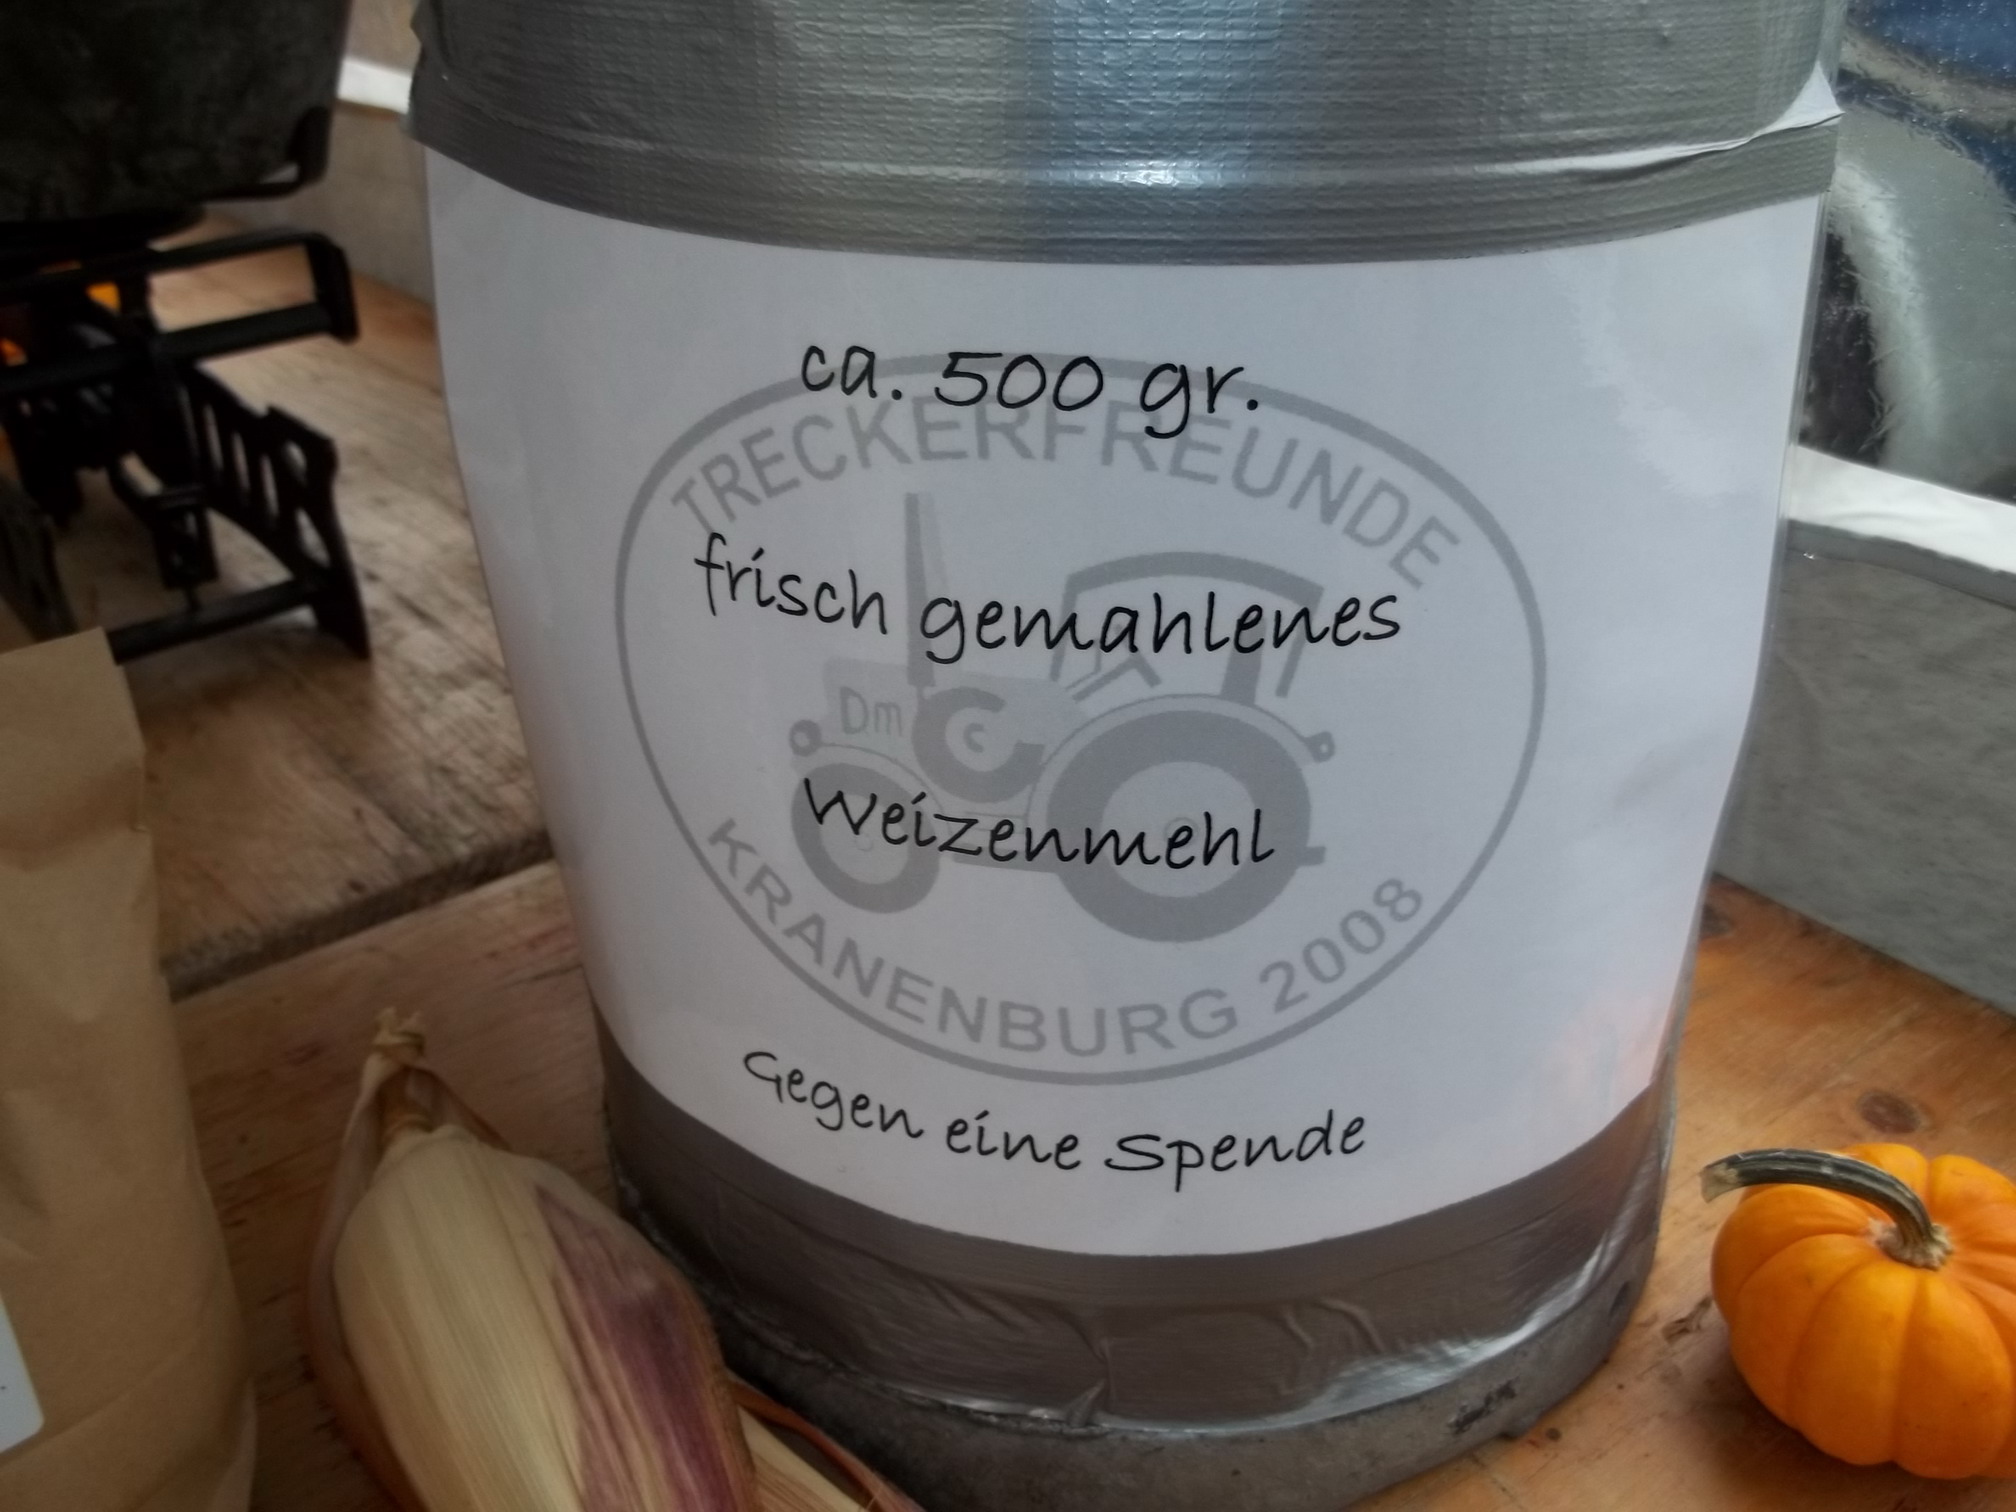 ca. 500 gr.
TRECKERFREUNDE
frisch gemahlenes
Dm
Weizenmehl
KRANENBURG 2008
Gegen eine Spende